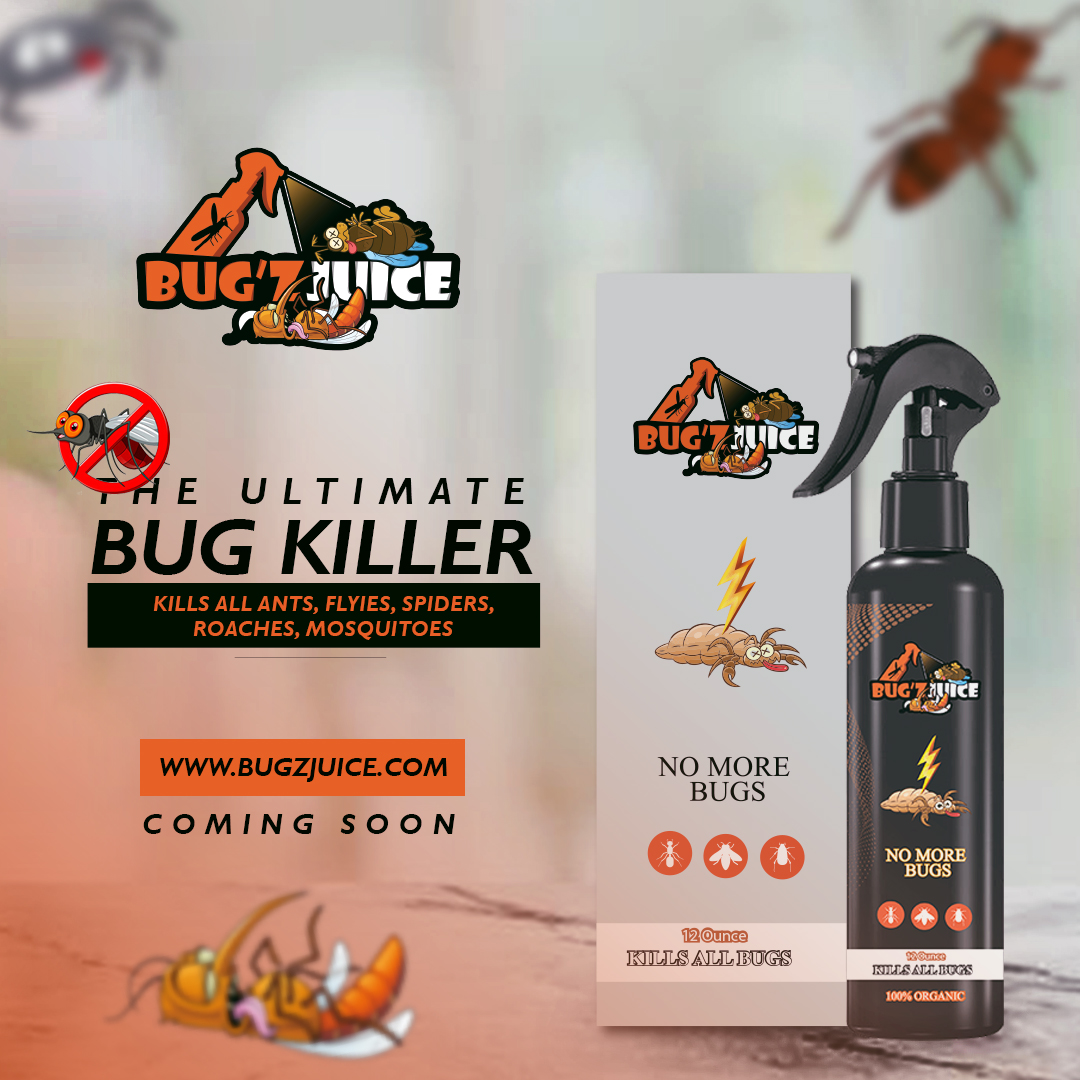 BUG'Z JUICE
THE ULTIMATE
BUG KILLER
KILLS ALL ANTS, FLYIES, SPIDERS,
ROACHES, MOSQUITOES
WWW.BUGZJUICE.COM
COMING SOON
BUG'Z JUICE
NO MORE
BUGS
12 Ounce
KILLS ALL BUGS
BUG'Z JUICE
NO MORE
BUGS
12 Ounce
KILLS ALL BUGS
100% ORGANIC